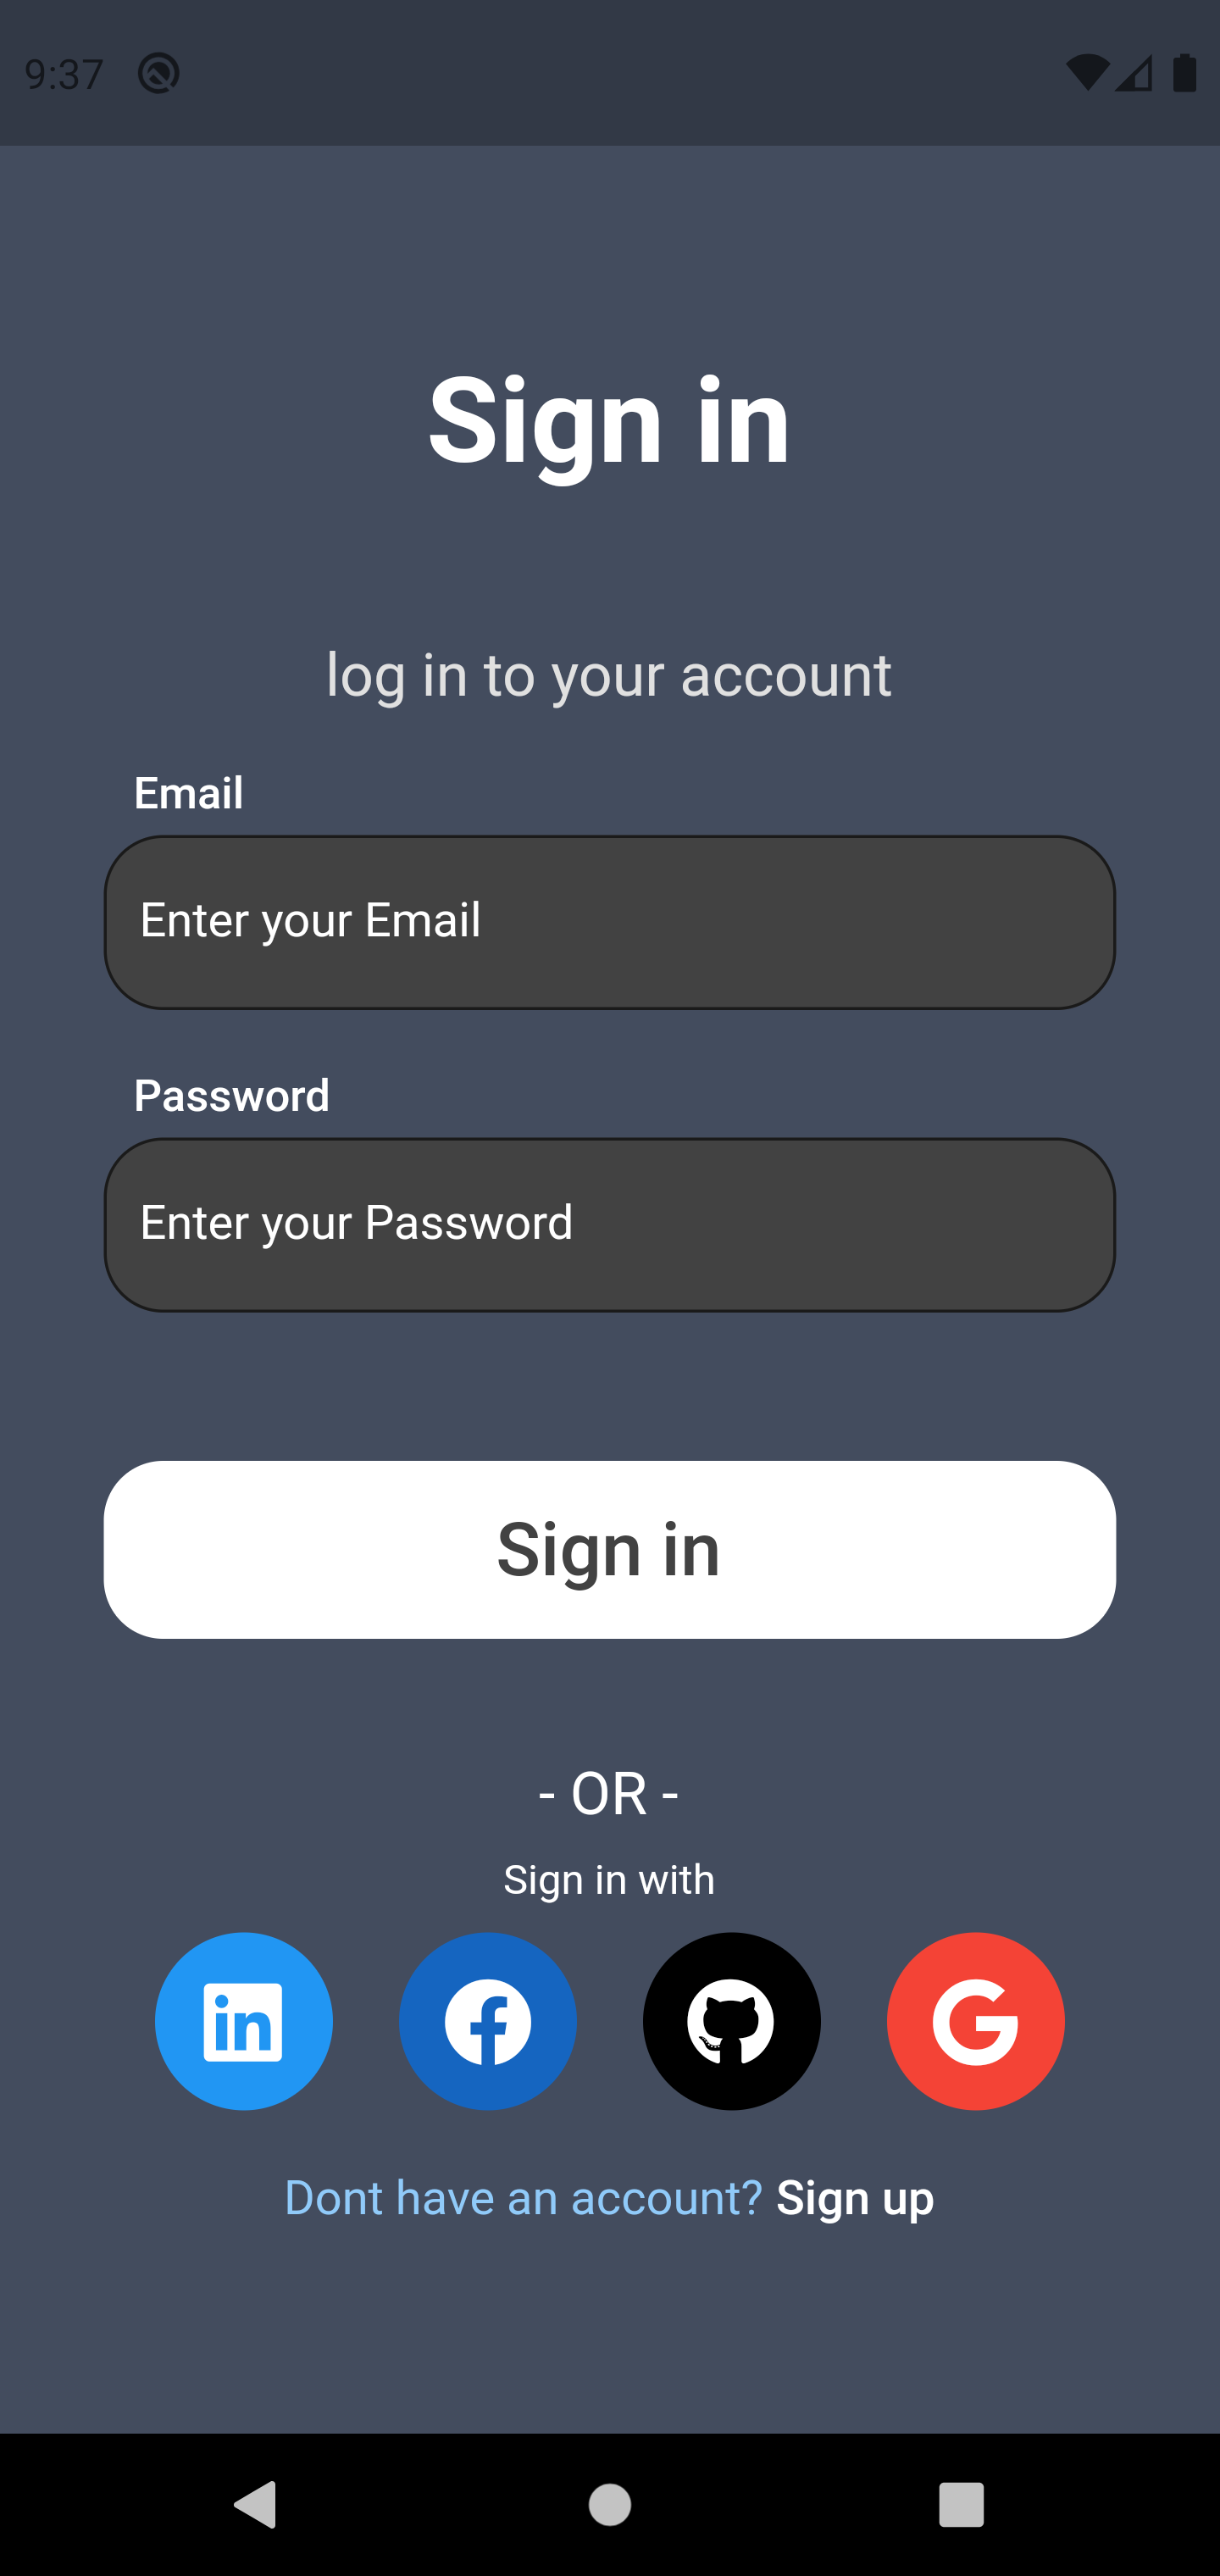 9:37
Sign in
log in to your account
Email
Enter your Email
Password
Enter your Password
Sign in
- OR -
Sign in with
Dont have an account? Sign up